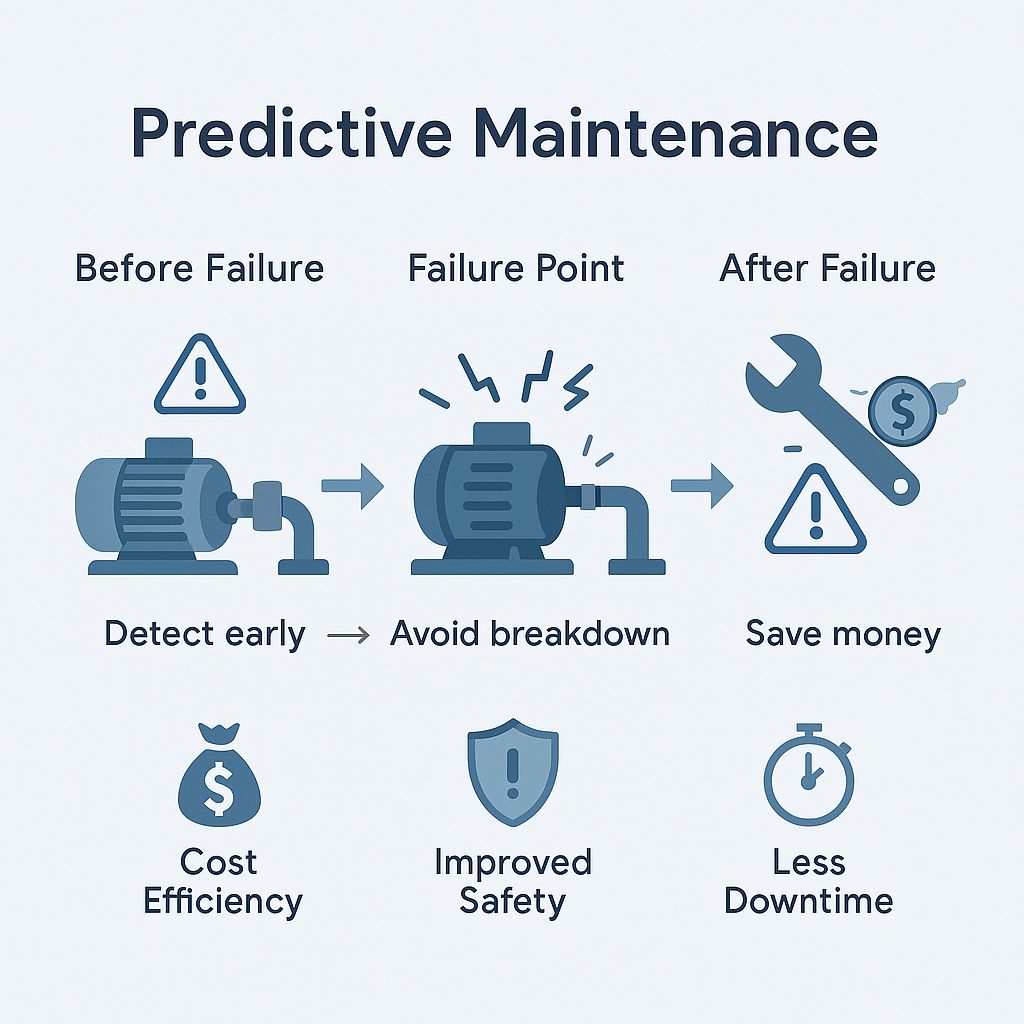 Predictive Maintenance
Before Failure
Failure Point
After Failure
$
Detect early → Avoid breakdown
Save money
$
Cost
Efficiency
Improved
Safety
Less
Downtime